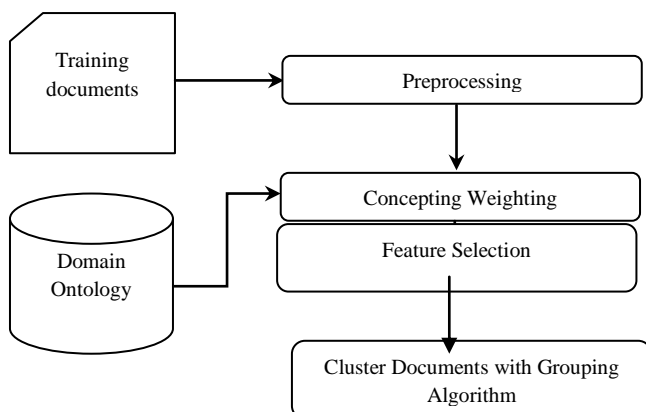 Training
documents
Preprocessing
Concepting Weighting
Domain
Ontology
Feature Selection
Cluster Documents with Grouping
Algorithm